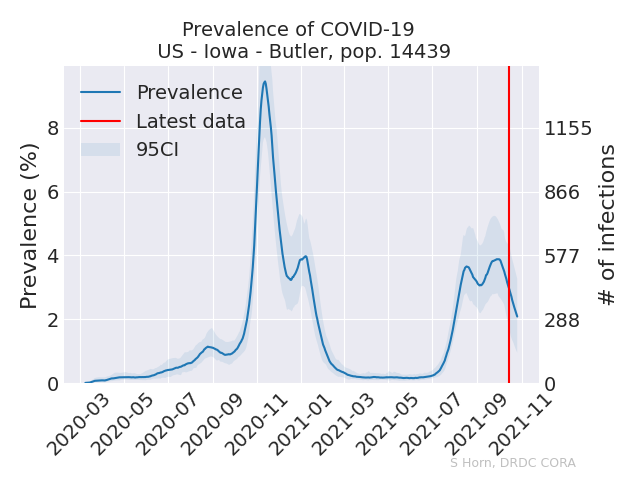 Prevalence of COVID-19
US - Iowa - Butler, pop. 14439
Prevalence
Latest data
95CI
Prevalence (%)
8
6
4
2
0
1155
866
577
288
0
# of infections
2020-03
2020-05
2020-07
2020-09
2020-11
2021-01
2021-03
2021-05
2021-07
2021-09
2021-11
S Horn, DRDC CORA